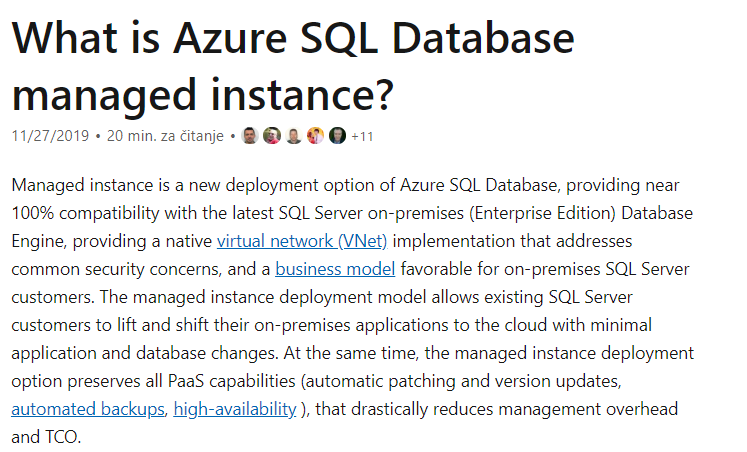 What is Azure SQL Database
managed instance?
11/27/2019 • 20 min. za čitanje • +11
Managed instance is a new deployment option of Azure SQL Database, providing near
100% compatibility with the latest SQL Server on-premises (Enterprise Edition) Database
Engine, providing a native virtual network (VNet) implementation that addresses
common security concerns, and a business model favorable for on-premises SQL Server
customers. The managed instance deployment model allows existing SQL Server
customers to lift and shift their on-premises applications to the cloud with minimal
application and database changes. At the same time, the managed instance deployment
option preserves all PaaS capabilities (automatic patching and version updates,
automated backups, high-availability ), that drastically reduces management overhead
and TCO.